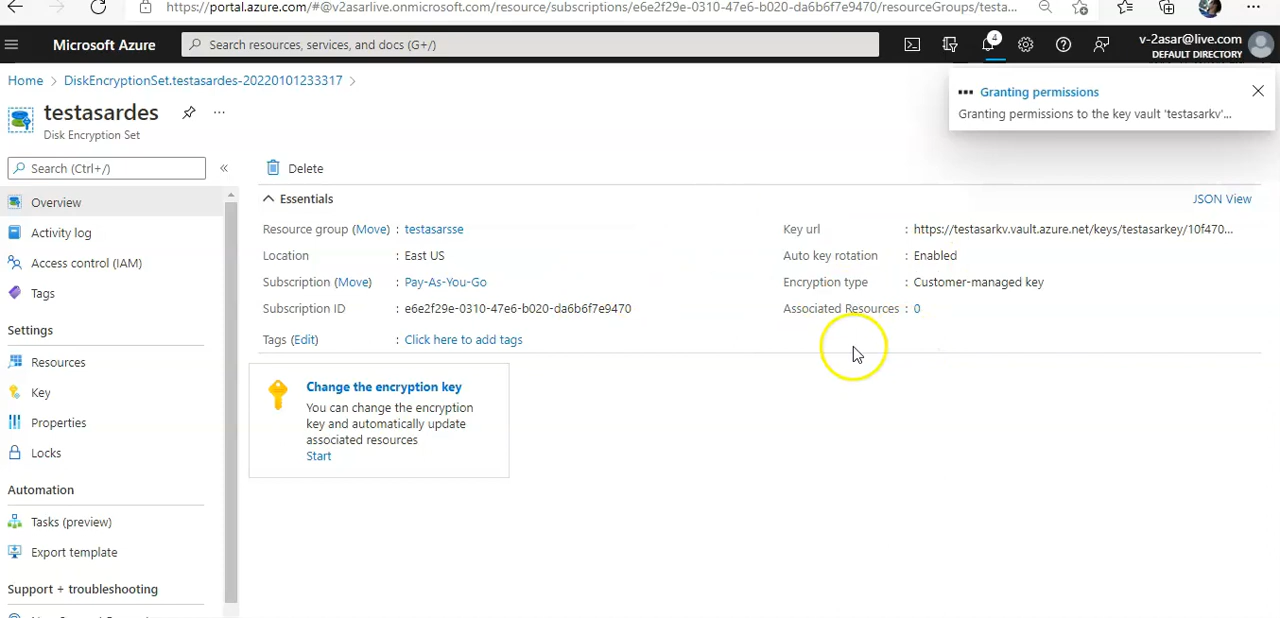 https://portal.azure.com/#@v2asarlive.onmicrosoft.com/resource/subscriptions/e6e2f29e-0310-47e6-b020-da6b6f7e9470/resourceGroups/testa...
Microsoft Azure
Search resources, services, and docs (G+/)
4
v-2asar@live.com
DEFAULT DIRECTORY
Home > DiskEncryptionSet.testasardes-20220101233317 >
Granting permissions
Granting permissions to the key vault 'testasarkv'...
testasardes
...
Disk Encryption Set
Search (Ctrl+/)
«
Delete
Overview
Activity log
Access control (IAM)
Tags
Settings
Resources
Key
Properties
Locks
Automation
Tasks (preview)
Export template
Support + troubleshooting
Essentials
JSON View
Resource group (Move) : testasarsse
Location : East US
Subscription (Move) : Pay-As-You-Go
Subscription ID : e6e2f29e-0310-47e6-b020-da6b6f7e9470
Tags (Edit) : Click here to add tags
Key url : https://testasarkv.vault.azure.net/keys/testasarkey/10f470...
Auto key rotation : Enabled
Encryption type : Customer-managed key
Associated Resources : 0
Change the encryption key
You can change the encryption
key and automatically update
associated resources
Start